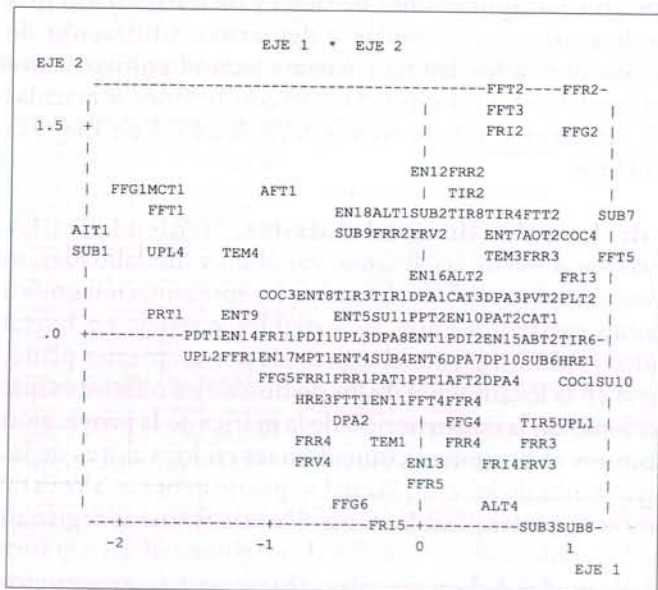 EJE 1 * EJE 2
EJE 2
FFT2----FFR2-
FFT3
1.5 + FRI2 FFG2
EN12FRR2
FFG1MCT1 AFT1 TIR2
FFT1 EN18ALT1SUB2TIR8TIR4FTT2 SUB7
AIT1 SUB9FRR2FRV2 ENT7AOT2COC4
SUB1 UPL4 TEM4 TEM3FRR3 FFT5
EN16ALT2 FRI3
COC3ENT8TIR3TIR1DPA1CAT3DPA3PVT2PLT2
PRT1 ENT9 ENT5SU11PPT2EN10PAT2CAT1
.0 +------------PDT1EN14FRI1PDI1UPL3DPA8ENT1PDI2EN15ABT2TIR6-
UPL2FFR1EN17MPT1ENT4SUB4ENT6DPA7DP10SUB6HRE1
COC1SU10
HRE3FTT1EN11FFT4FFR4
DPA2 FFG4 TIR5UPL1
FRR4 TEM1 FRR4 FRR3
FRV4 EN13 FRI4FRV3
FFR5
FFG6 ALT4
-FRI5-+------SUB3SUB8-
-2 -1 0 1
EJE 1